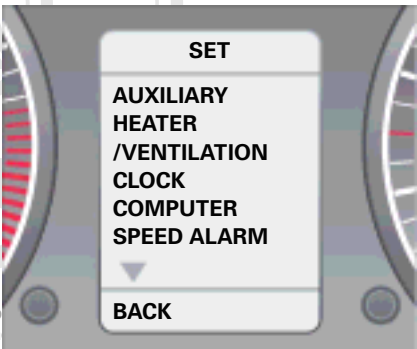 SET
AUXILIARY
HEATER
/VENTILATION
CLOCK
COMPUTER
SPEED ALARM
BACK